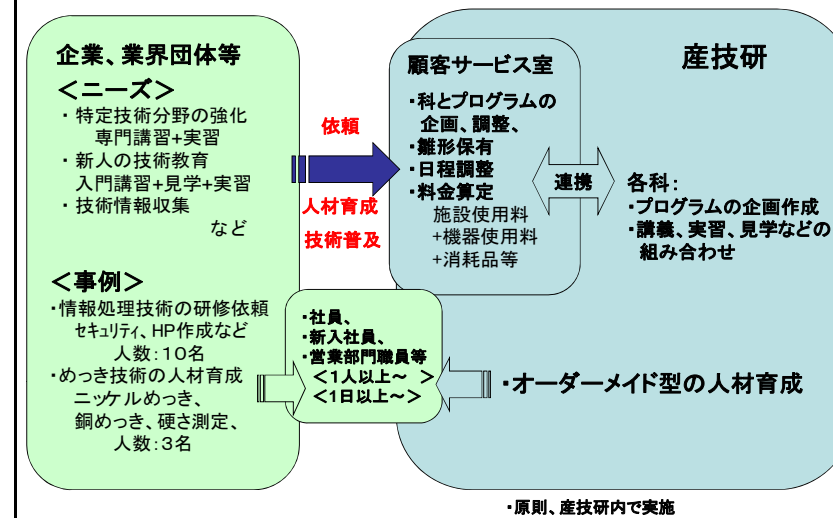 企業、業界団体等
＜ニーズ＞
・ 特定技術分野の強化
専門講習+実習
・ 新人の技術教育
入門講習+見学+実習
・ 技術情報収集
など
＜事例＞
・情報処理技術の研修依頼
セキュリティ、HP作成など
人数：１０名
・めっき技術の人材育成
ニッケルめっき、
銅めっき、硬さ測定、
人数：３名
依頼
人材育成
技術普及
顧客サービス室
・科とプログラムの
企画、調整、
・雛形保有
・日程調整
・料金算定
施設使用料
+機器使用料
+消耗品等
連携
産技研
各科：
・プログラムの企画作成
・講義、実習、見学などの
組み合わせ
・社員、
・新入社員、
・営業部門職員等
＜１人以上～ ＞
＜１日以上～＞
・オーダーメイド型の人材育成
・原則、産技研内で実施